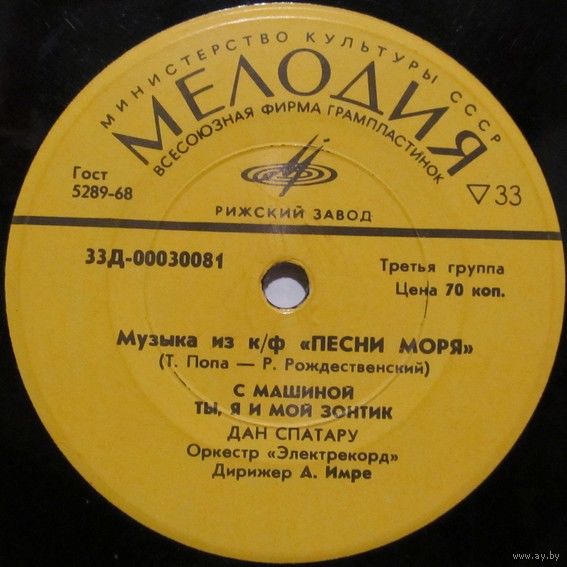 МИНИСТЕРСТВО КУЛЬТУРЫ СССР
МЕЛОДИЯ
ВСЕСОЮЗНАЯ ФИРМА ГРАМПЛАСТИНОК
Гост
5289-68
▽33
РИЖСКИЙ ЗАВОД
33Д-00030081
Третья группа
Цена 70 коп.
Музыка из к/ф «ПЕСНИ МОРЯ»
(Т. Попа — Р. Рождественский)
С МАШИНОЙ
ТЫ, Я И МОЙ ЗОНТИК
ДАН СПАТАРУ
Оркестр «Электрекорд»
Дирижер А. Имре
www.ay.by